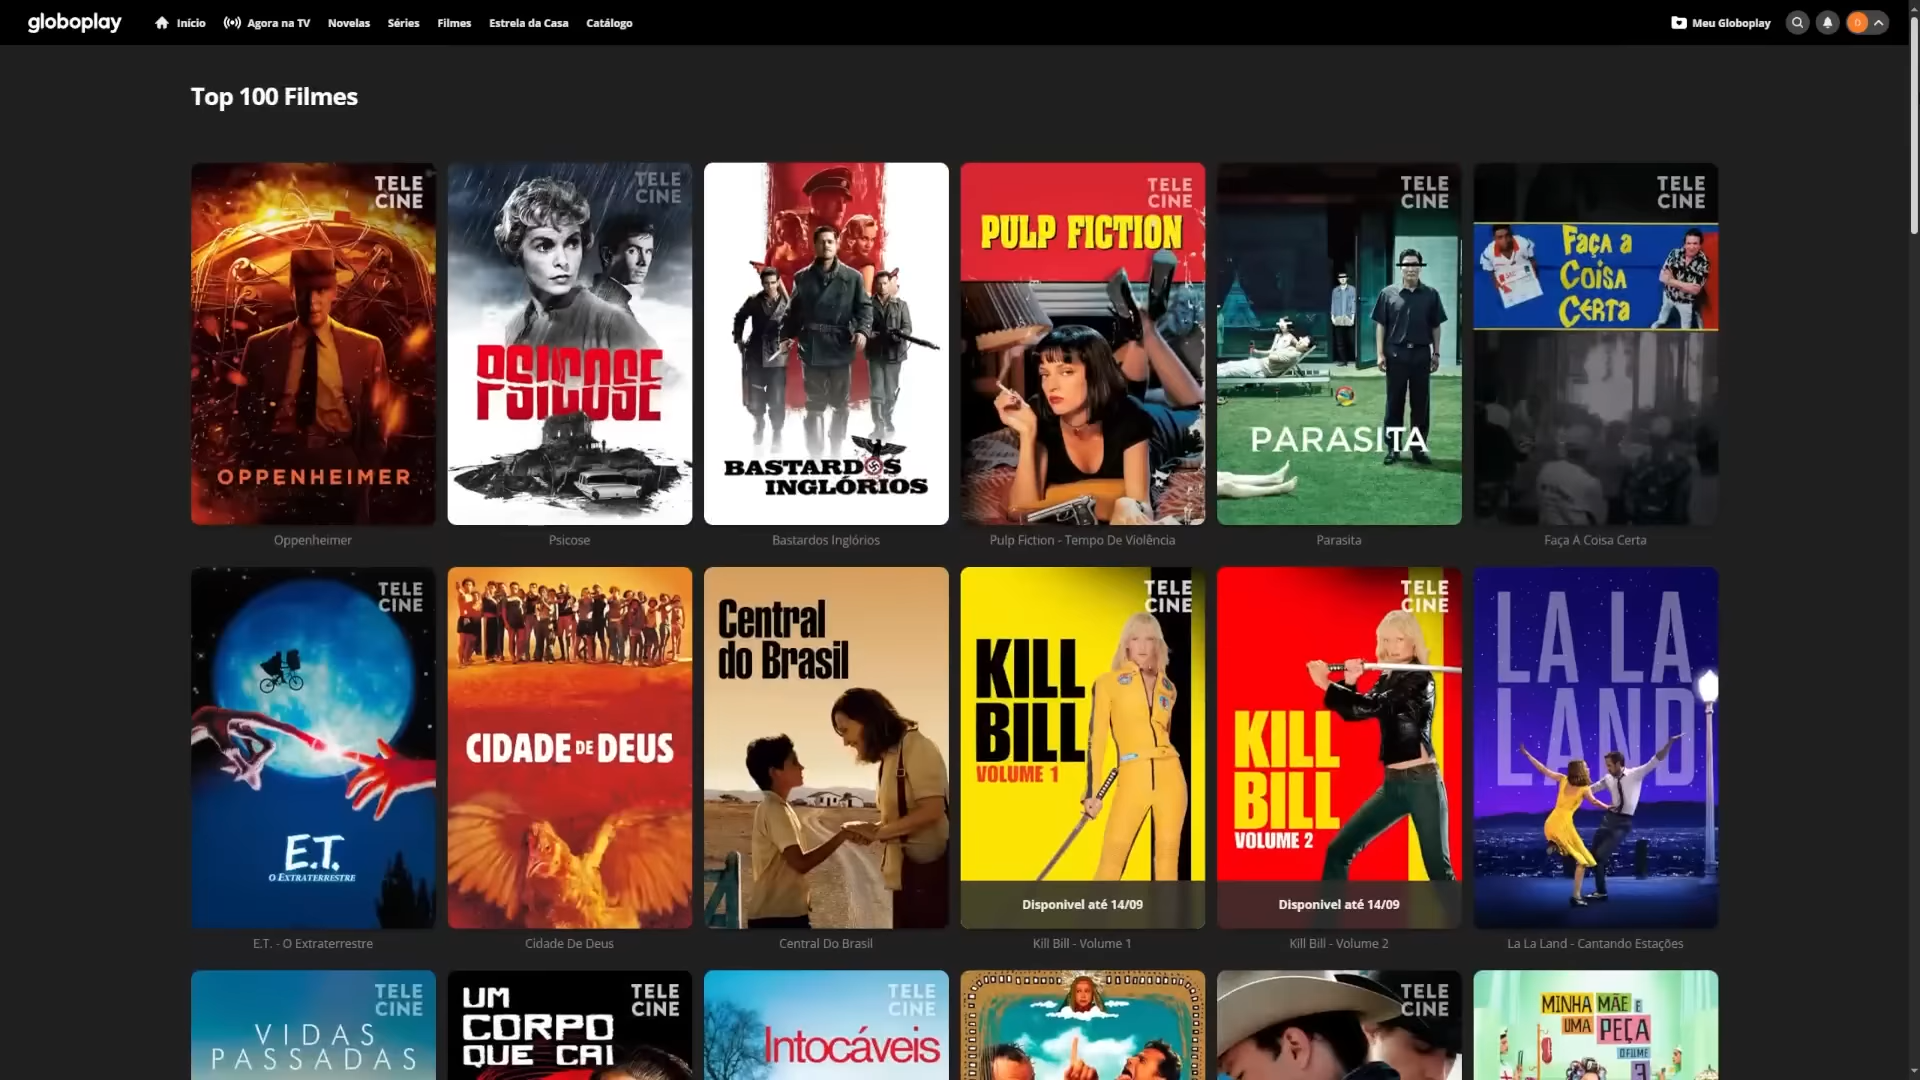 globoplay
Início
Agora na TV
Novelas
Séries
Filmes
Estrela da Casa
Catálogo
Meu Globoplay
Top 100 Filmes
TELE
CINE
OPPENHEIMER
TELE
CINE
PSICOSE
BASTARDOS
INGLÓRIOS
TELE
CINE
PULP FICTION
TELE
CINE
PARASITA
TELE
CINE
FAÇA A
COISA
CERTA
Oppenheimer
Psicose
Bastardos Inglórios
Pulp Fiction - Tempo De Violência
Parasita
Faça A Coisa Certa
TELE
CINE
E.T.
O EXTRATERRESTRE
CIDADE DE DEUS
Central
do Brasil
TELE
CINE
KILL
BILL
VOLUME 1
Disponivel até 14/09
TELE
CINE
KILL
BILL
VOLUME 2
Disponivel até 14/09
LA LA
LAND
E.T. - O Extraterrestre
Cidade De Deus
Central Do Brasil
Kill Bill - Volume 1
Kill Bill - Volume 2
La La Land - Cantando Estações
TELE
CINE
VIDAS
PASSADAS
TELE
CINE
UM
CORPO
QUE CAI
TELE
CINE
Intocáveis
TELE
CINE
MINHA MÃE É
UMA PEÇA
O FILME
3